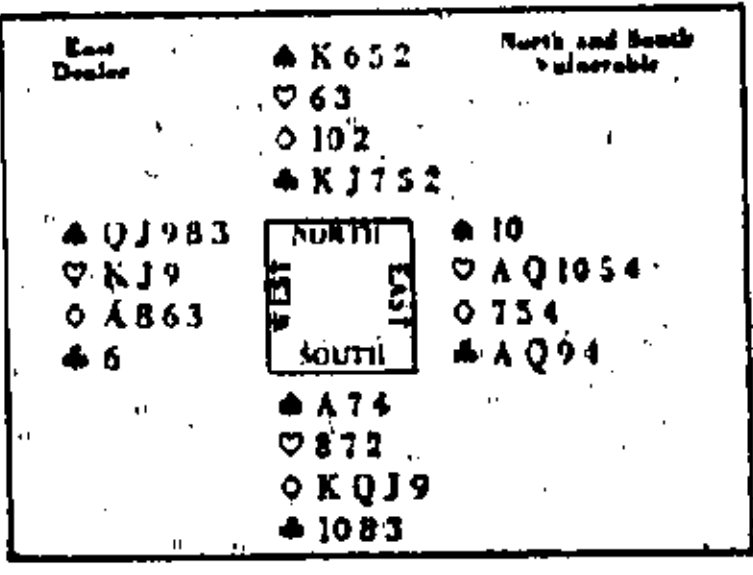 East
Dealer
North and South
Vulnerable
♠ K 6 5 2
♡ 6 3
◇ 10 2
♣ K J 7 5 2
♠ Q J 9 8 3
♡ K J 9
◇ A 8 6 3
♣ 6
NORTH
WEST
EAST
SOUTH
♠ 10
♡ A Q 10 5 4
◇ 7 5 4
♣ A Q 9 4
♠ A 7 4
♡ 8 7 2
◇ K Q J 9
♣ 10 8 3